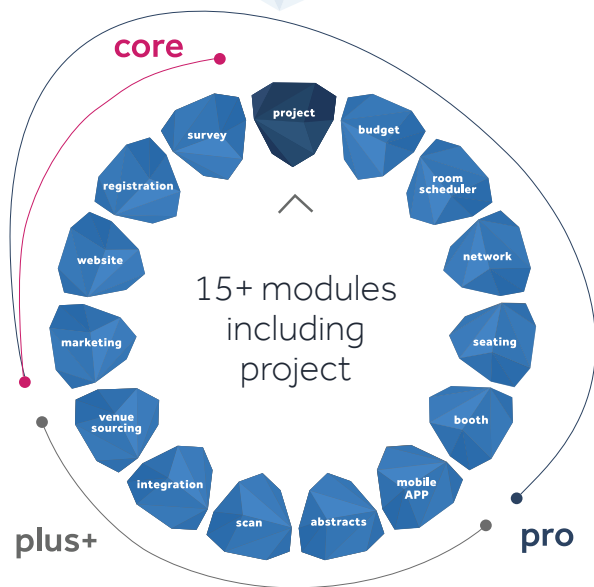 core
project
budget
room
scheduler
network
seating
booth
mobile
APP
abstracts
scan
integration
venue
sourcing
marketing
website
registration
survey
15+ modules
including
project
plus+
pro